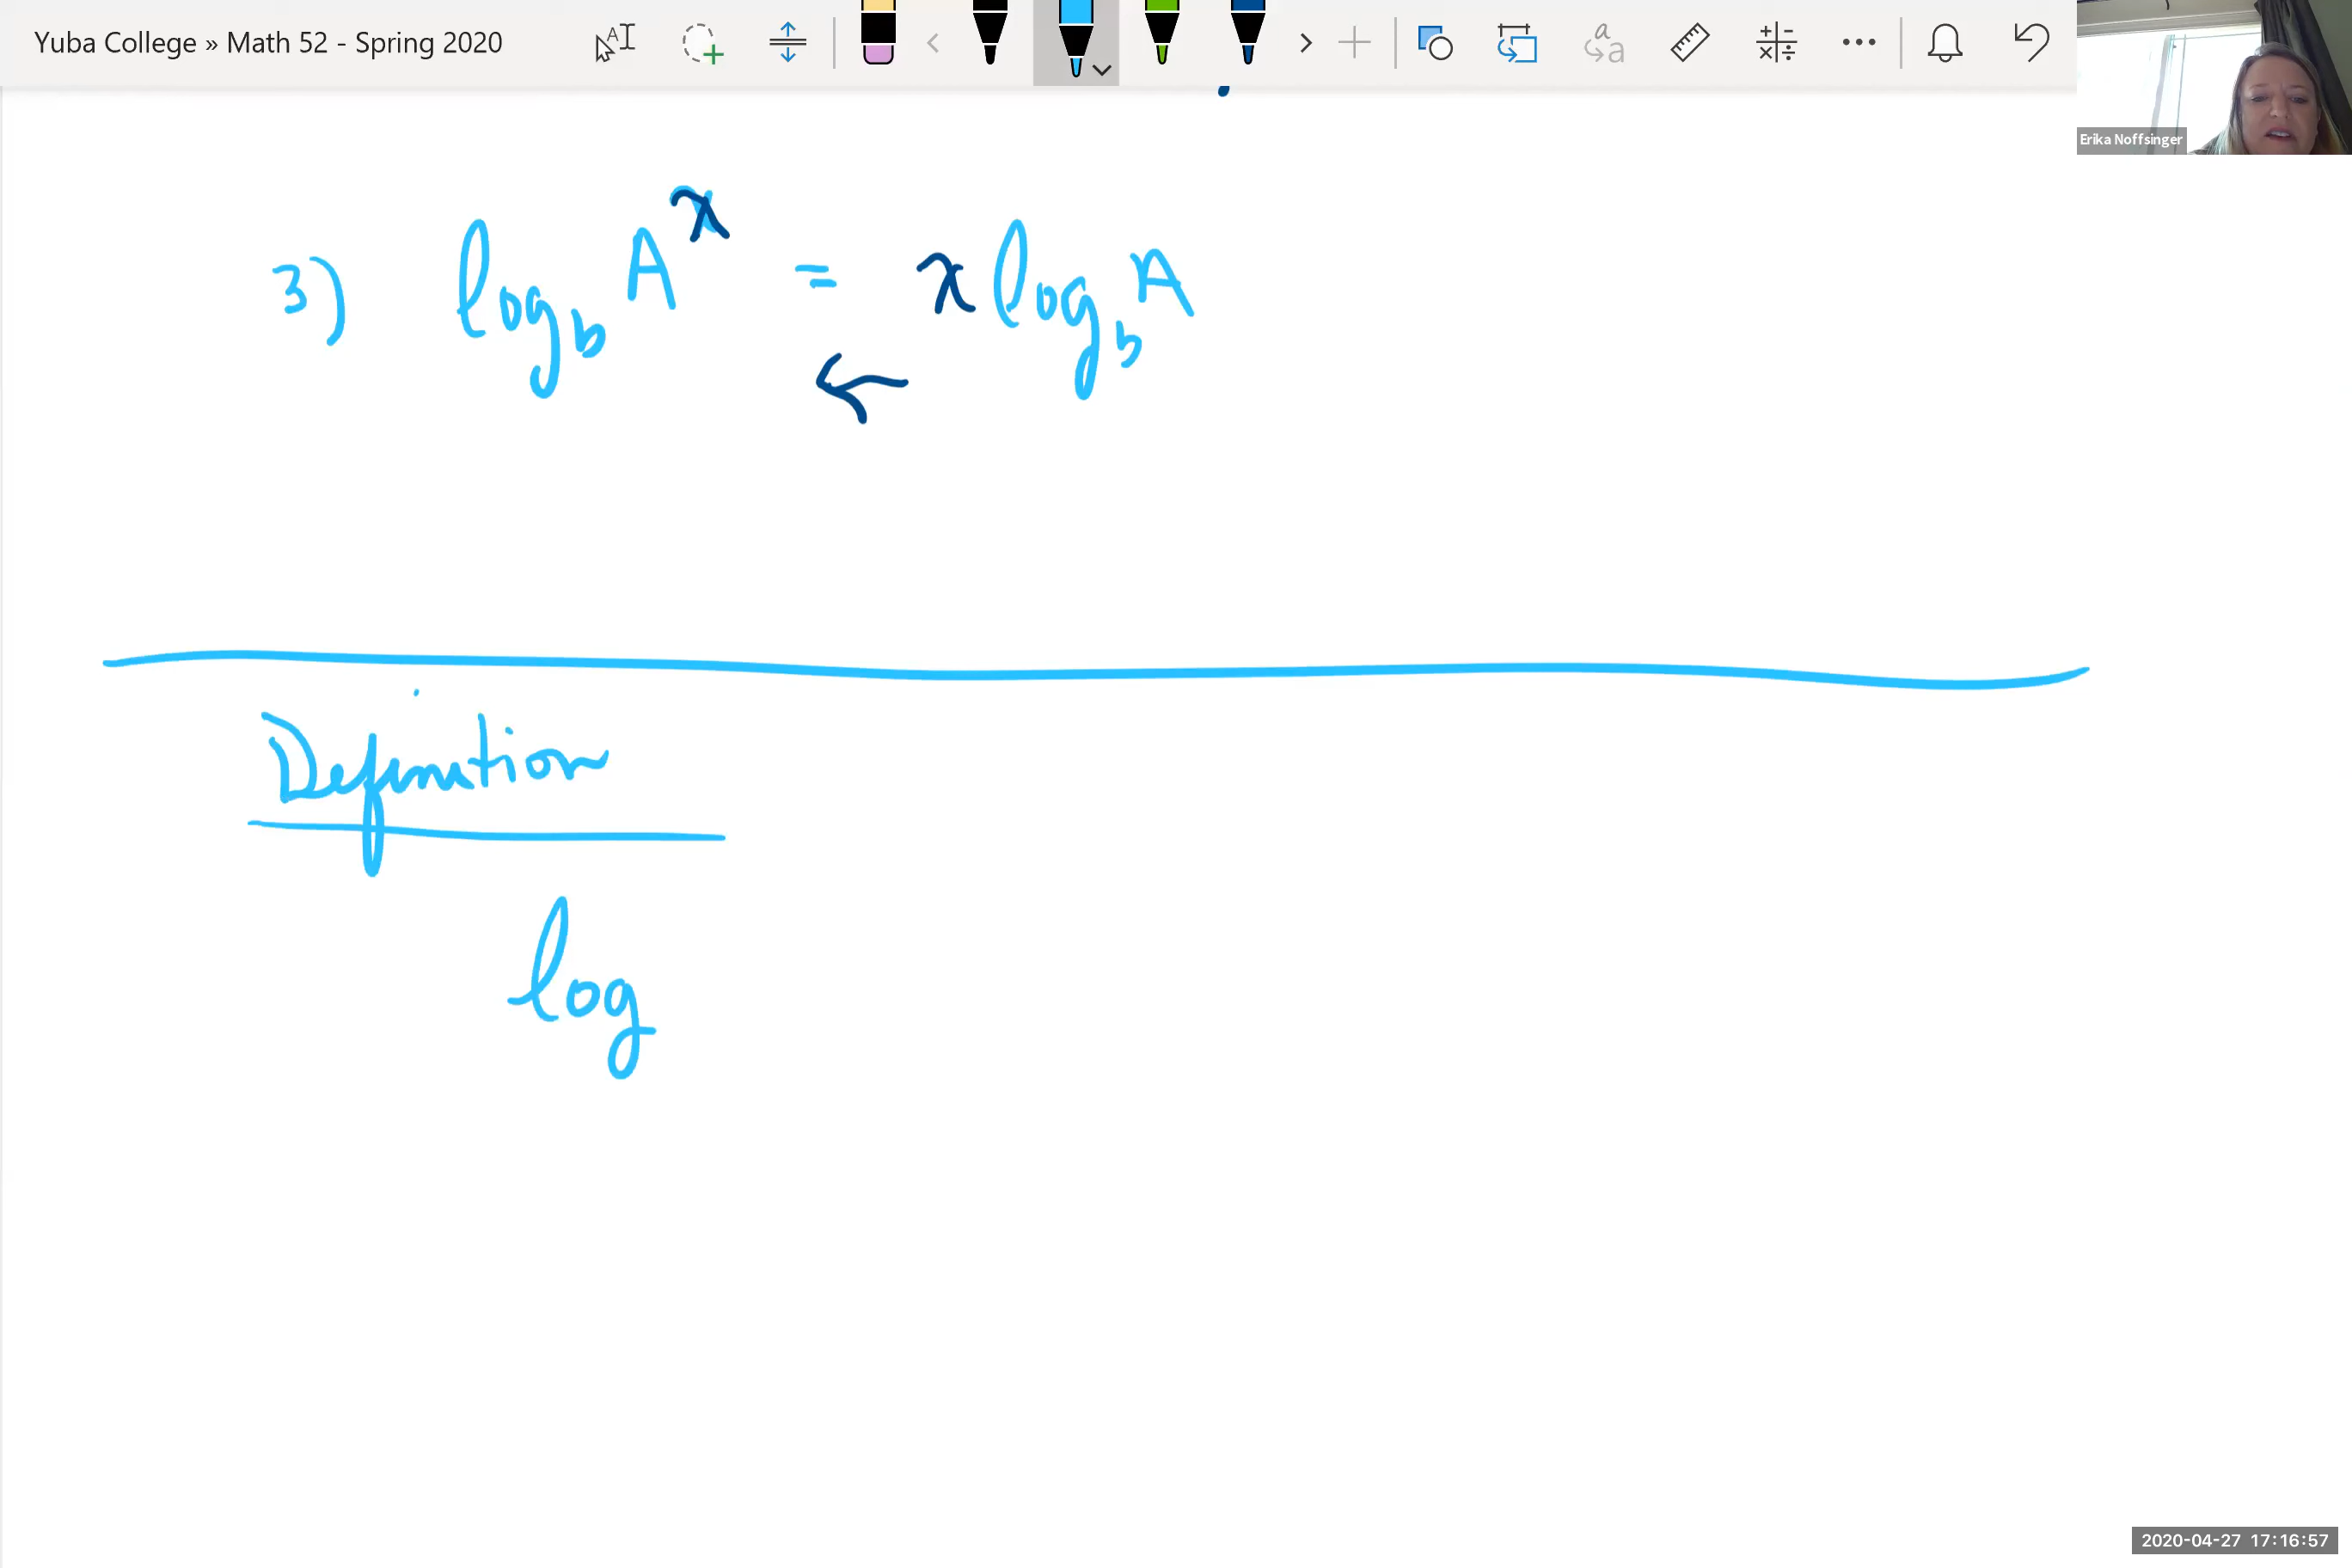 Yuba College » Math 52 - Spring 2020
Erika Noffsinger
3) log_b A^x = x log_b A
←
Definition
log
2020-04-27 17:16:57